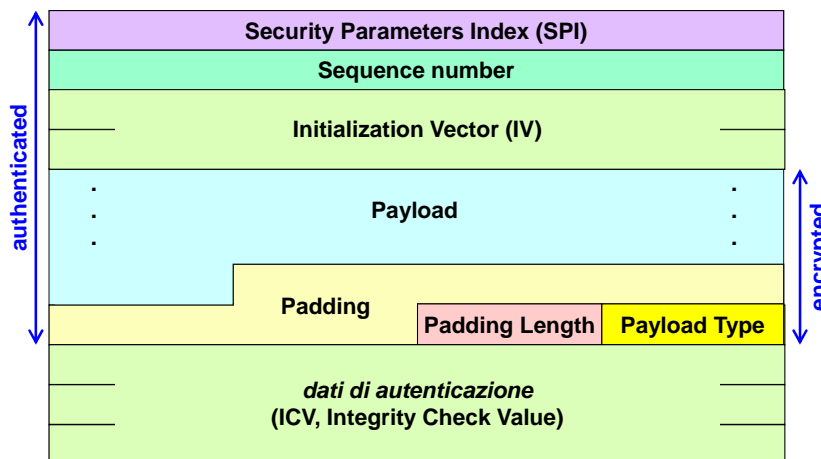 Security Parameters Index (SPI)
Sequence number
Initialization Vector (IV)
authenticated
Payload
encrypted
Padding
Padding Length
Payload Type
dati di autenticazione
(ICV, Integrity Check Value)